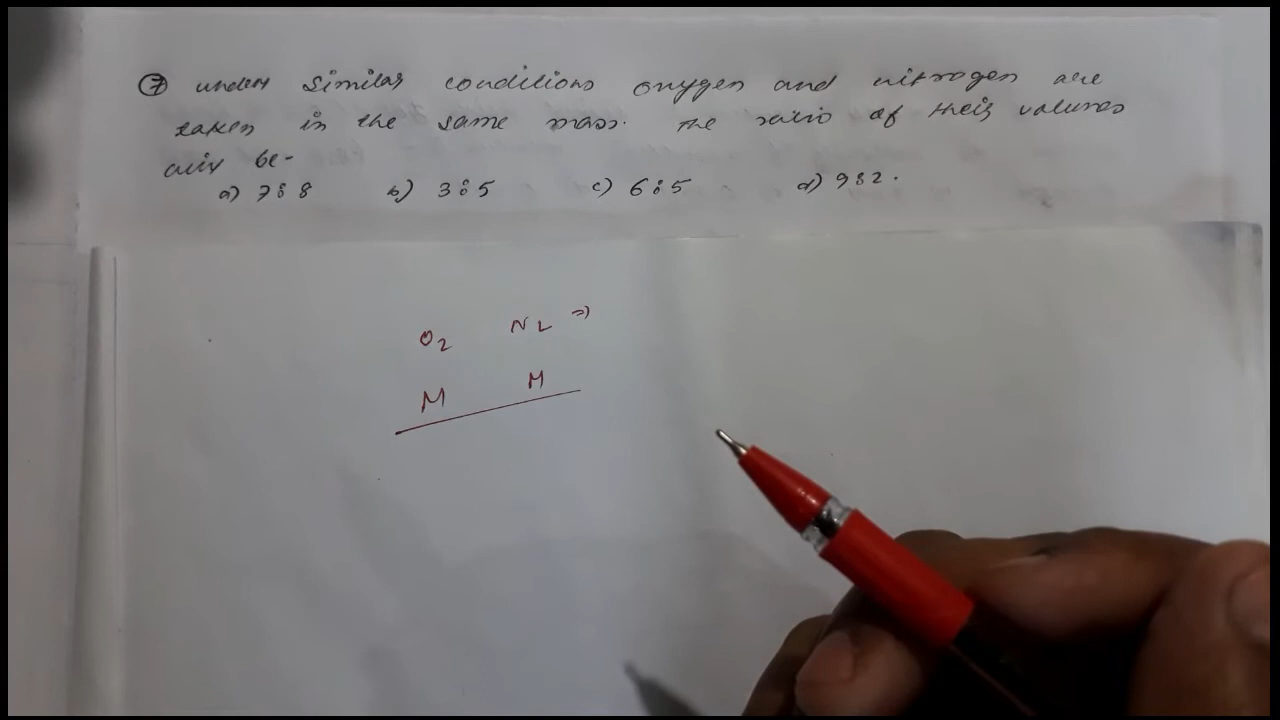 ⑦ under similar conditions oxygen and nitrogen are
taken in the same mass. The ratio of their volumes
will be-
a) 7:8 b) 3:5 c) 6:5 d) 9:2.
O2 N2 ⇒
M M